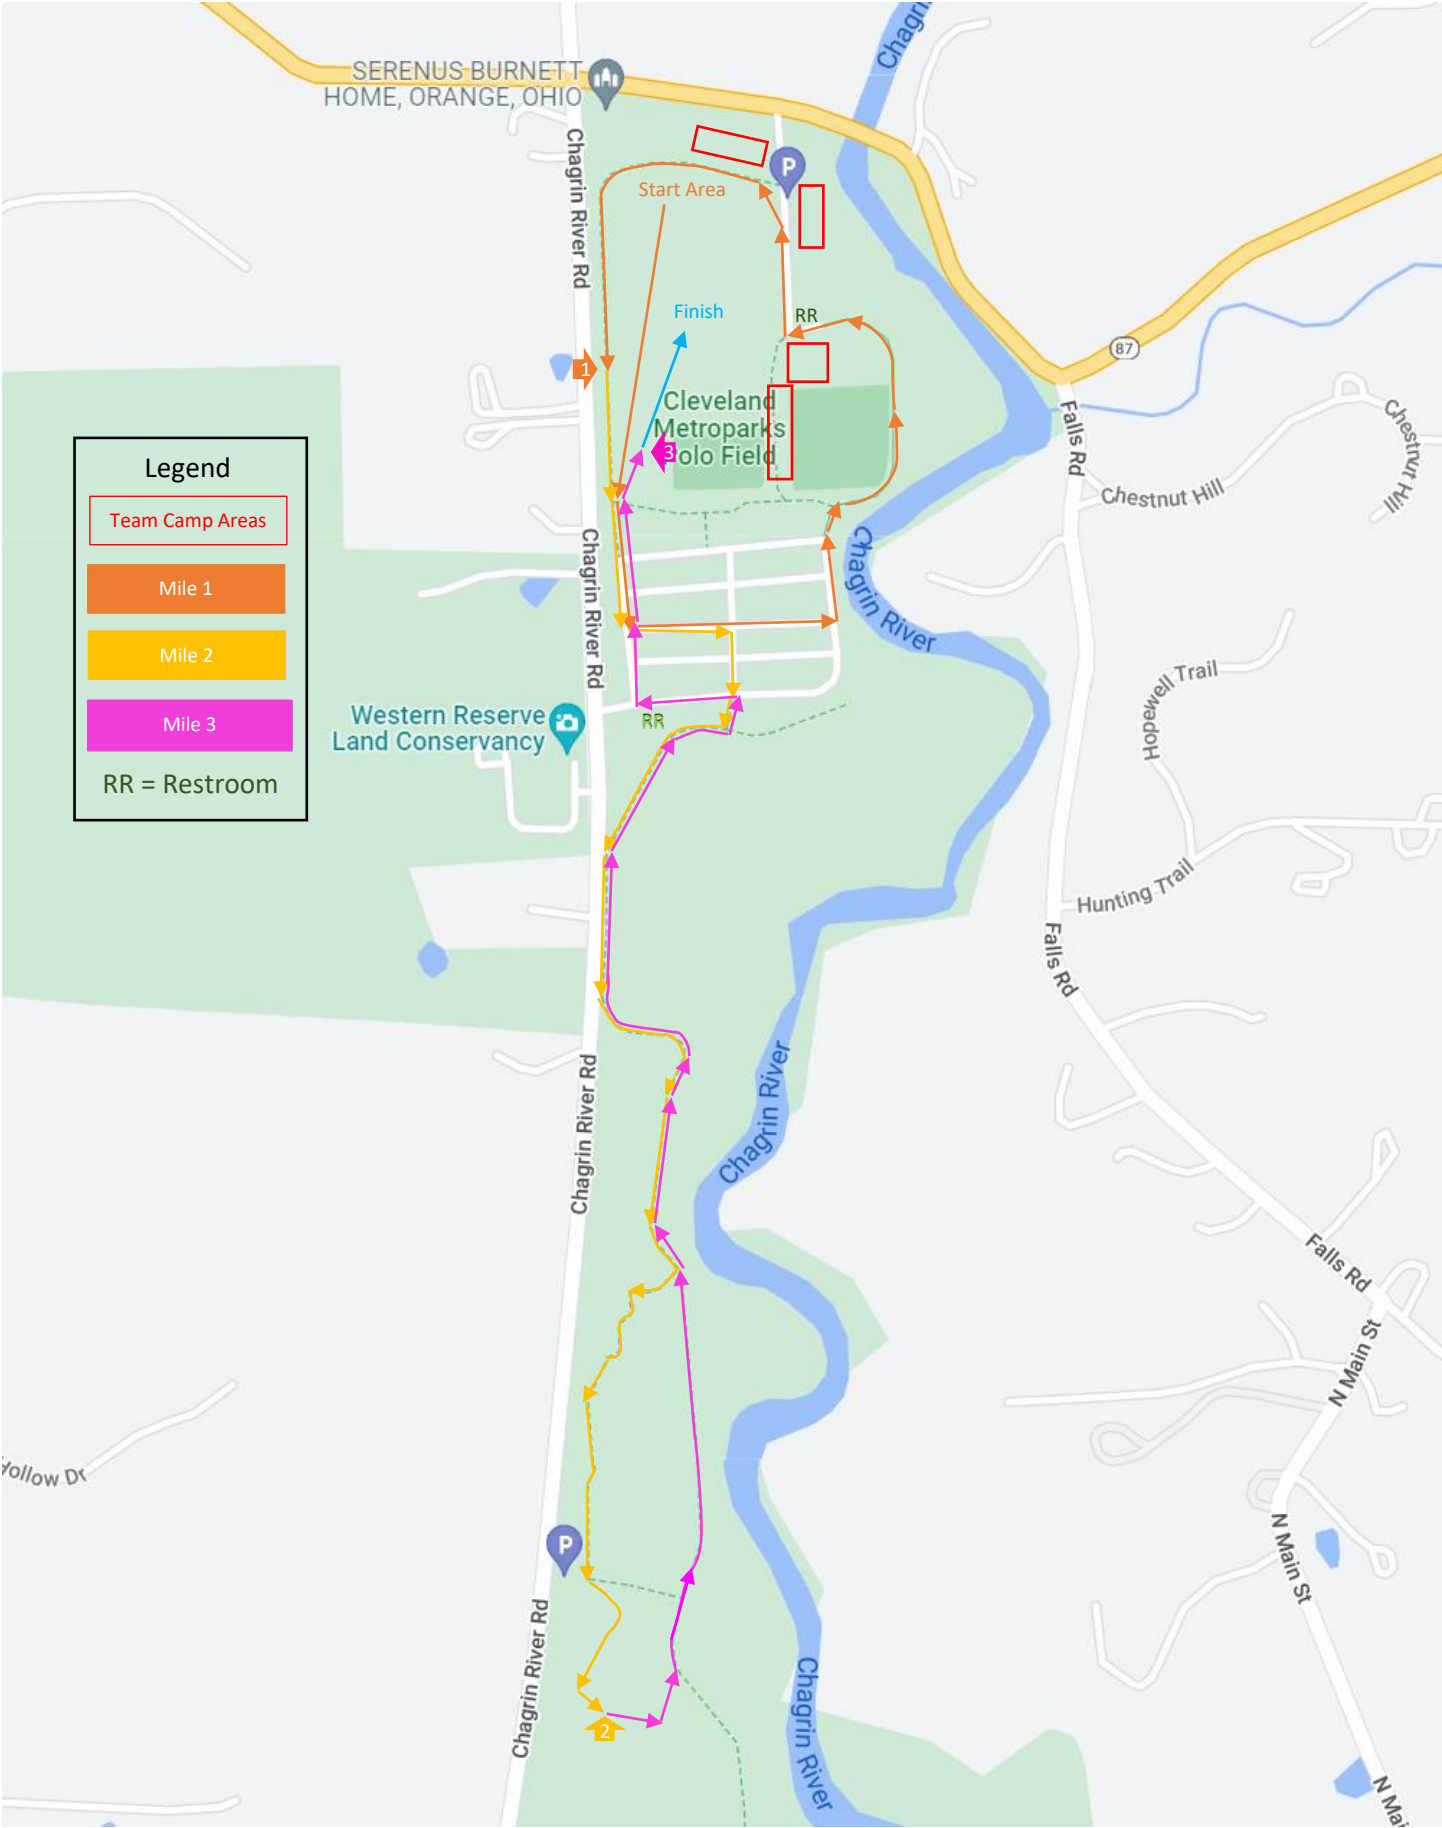 Chagri
SERENUS BURNETT
HOME, ORANGE, OHIO
Chagrin River Rd
P
Start Area
Finish
RR
87
1
Cleveland
Metroparks
olo Field
3
Falls Rd
Chestnut Hill
Chestnut Hill
Legend
Team Camp Areas
Mile 1
Mile 2
Mile 3
RR = Restroom
Chagrin River Rd
Chagrin River
Hopewell Trail
Western Reserve
Land Conservancy
RR
Hunting Trail
Falls Rd
Chagrin River Rd
Chagrin River
Falls Rd
N Main St
Hollow Dr
P
N Main St
Chagrin River Rd
2
Chagrin River
N Mai